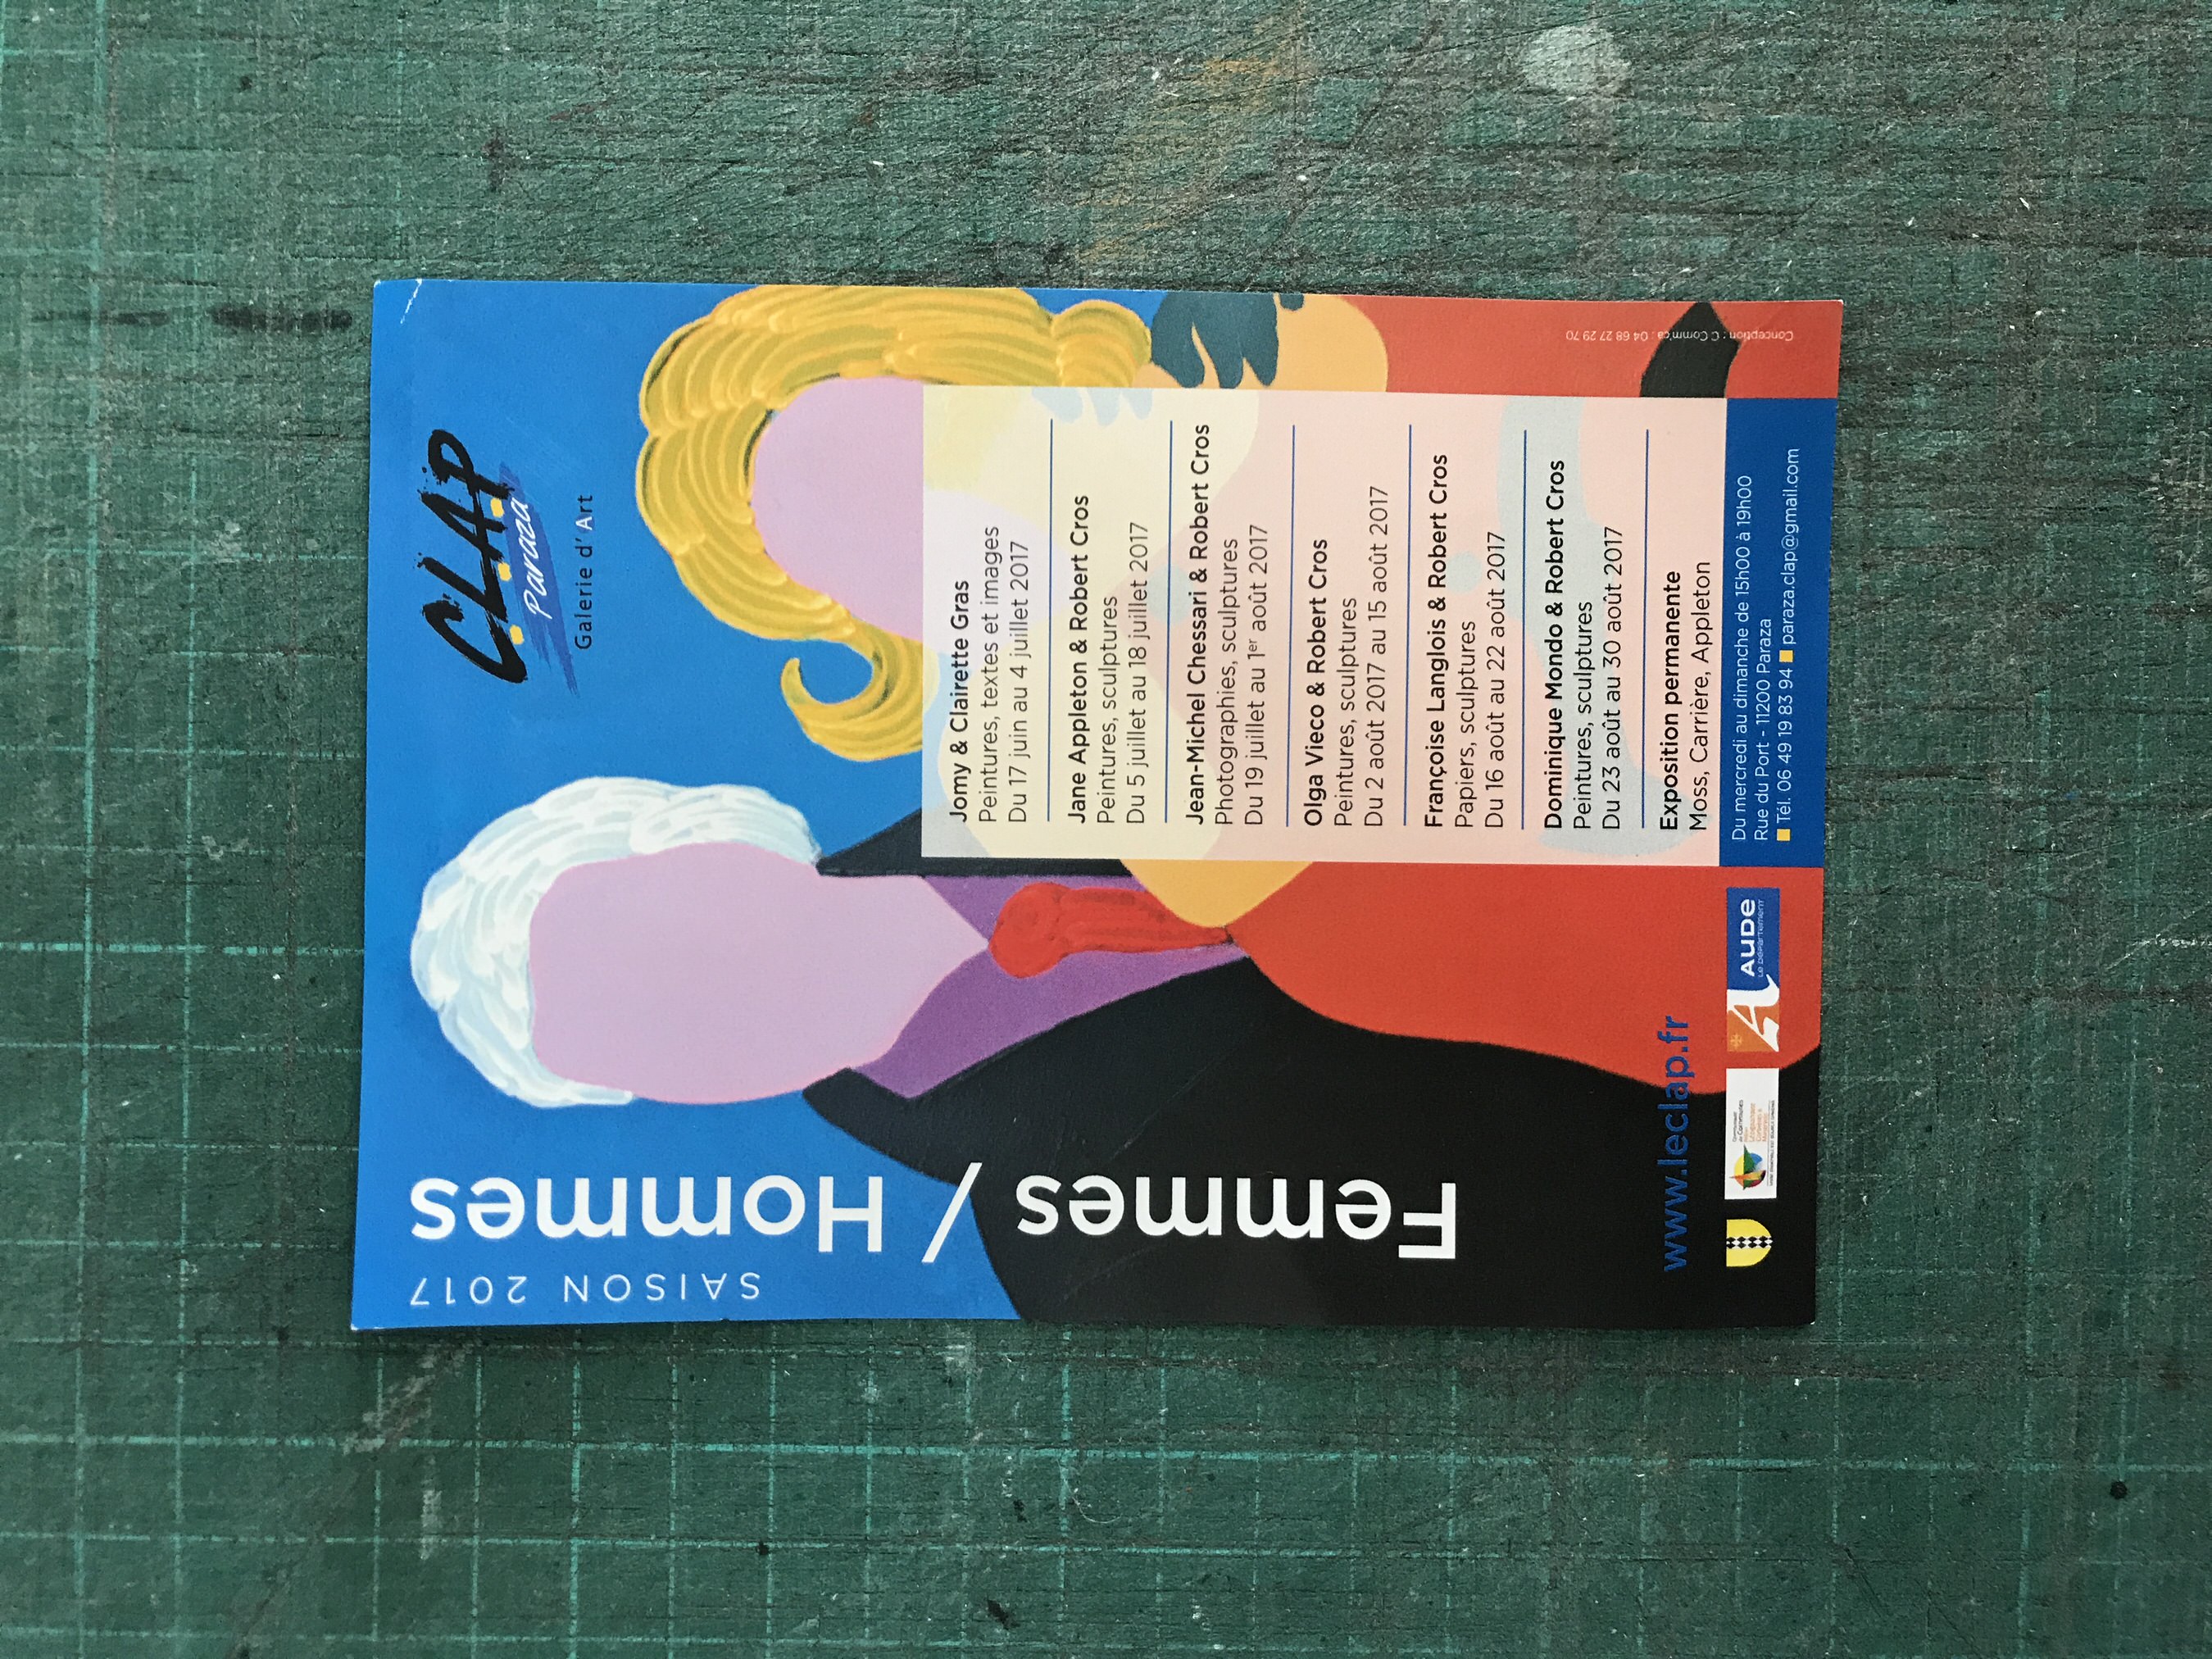 CLAP
Paraza
Galerie d'Art
SAISON 2017
Femmes / Hommes
Jomy & Clairette Gras
Peintures, textes et images
Du 17 juin au 4 juillet 2017
Jane Appleton & Robert Cros
Peintures, sculptures
Du 5 juillet au 18 juillet 2017
Jean-Michel Chessari & Robert Cros
Photographies, sculptures
Du 19 juillet au 1er août 2017
Olga Vieco & Robert Cros
Peintures, sculptures
Du 2 août 2017 au 15 août 2017
Françoise Langlois & Robert Cros
Papiers, sculptures
Du 16 août au 22 août 2017
Dominique Mondo & Robert Cros
Peintures, sculptures
Du 23 août au 30 août 2017
Exposition permanente
Moss, Carrière, Appleton
Du mercredi au dimanche de 15h00 à 19h00
Rue du Port - 11200 Paraza
Tél. 06 49 19 83 94 paraza.clap@gmail.com
www.leclap.fr
AUDE
LE DÉPARTEMENT
Conception : C Comm'ca : 04 68 27 29 70